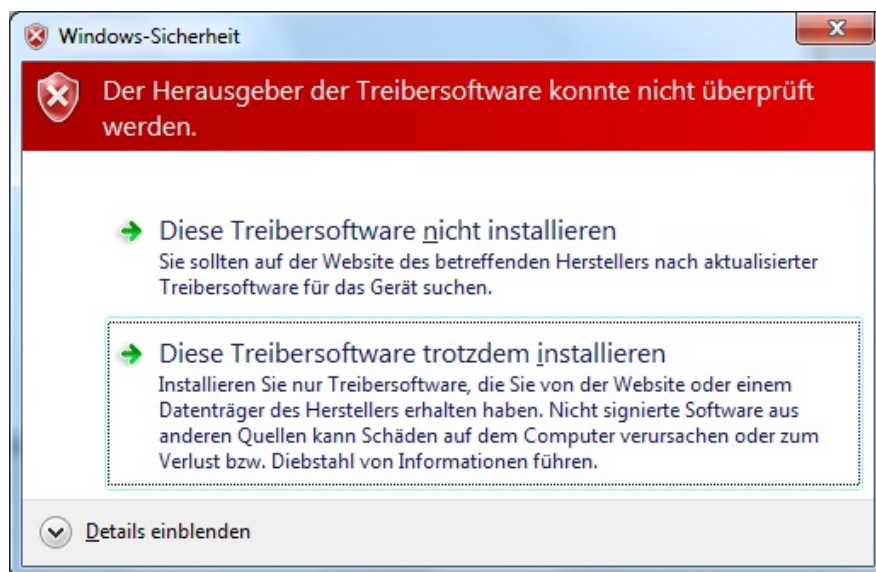 Windows-Sicherheit
Der Herausgeber der Treibersoftware konnte nicht überprüft
werden.
Diese Treibersoftware nicht installieren
Sie sollten auf der Website des betreffenden Herstellers nach aktualisierter
Treibersoftware für das Gerät suchen.
Diese Treibersoftware trotzdem installieren
Installieren Sie nur Treibersoftware, die Sie von der Website oder einem
Datenträger des Herstellers erhalten haben. Nicht signierte Software aus
anderen Quellen kann Schäden auf dem Computer verursachen oder zum
Verlust bzw. Diebstahl von Informationen führen.
Details einblenden